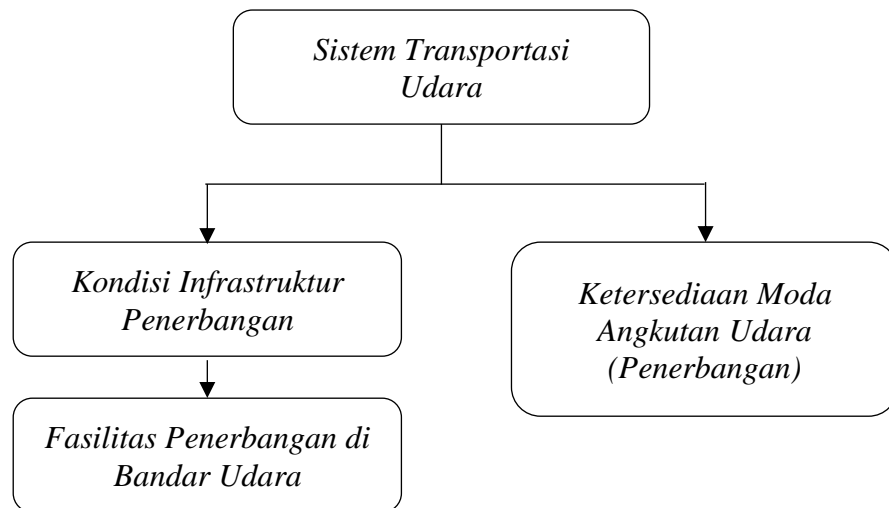 Sistem Transportasi
Udara
Kondisi Infrastruktur
Penerbangan
Ketersediaan Moda
Angkutan Udara
(Penerbangan)
Fasilitas Penerbangan di
Bandar Udara